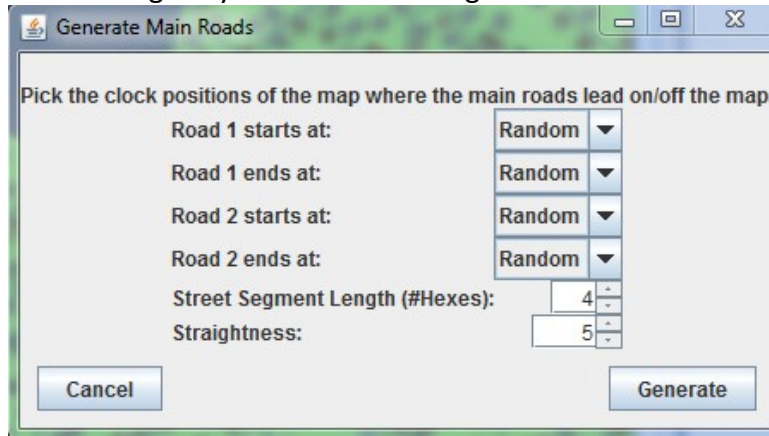 Generate Main Roads
Pick the clock positions of the map where the main roads lead on/off the map
Road 1 starts at: Random
Road 1 ends at: Random
Road 2 starts at: Random
Road 2 ends at: Random
Street Segment Length (#Hexes): 4
Straightness: 5
Cancel Generate